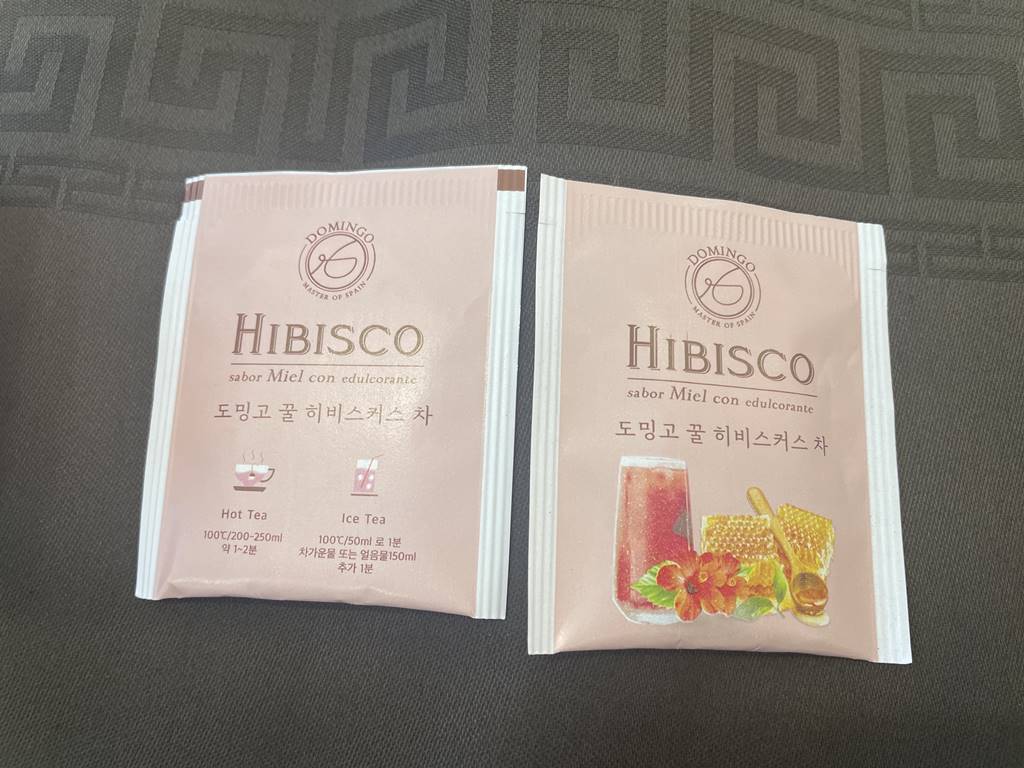 DOMINGO
MASTER OF SPAIN
HIBISCO
sabor Miel con edulcorante
도밍고 꿀 히비스커스 차
Hot Tea
100℃/200~250ml
약 1~2분
Ice Tea
100℃/50ml 로 1분
차가운물 또는 얼음물150ml
추가 1분
DOMINGO
MASTER OF SPAIN
HIBISCO
sabor Miel con edulcorante
도밍고 꿀 히비스커스 차